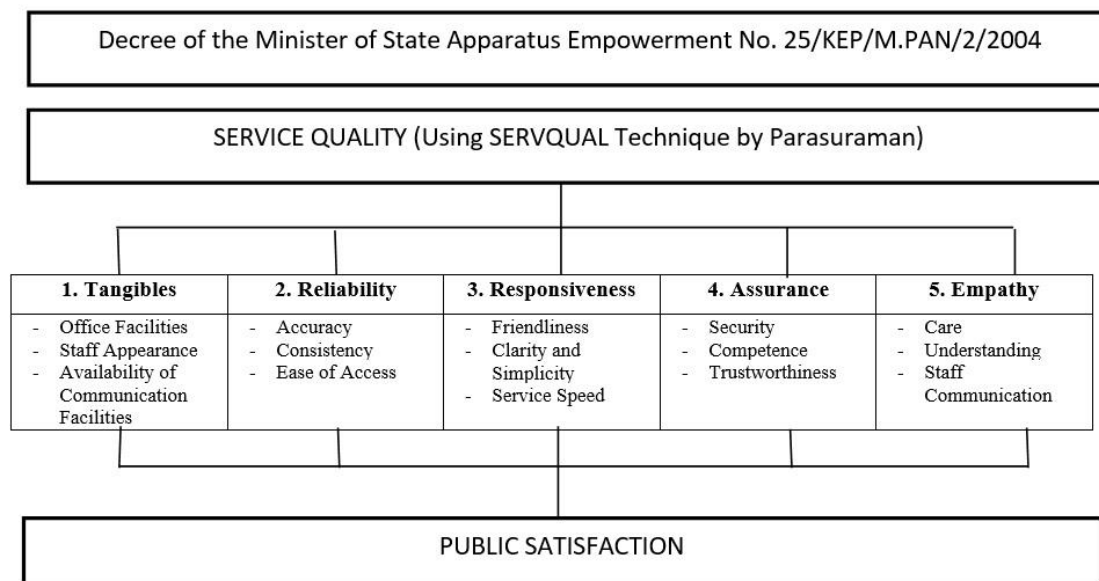 Decree of the Minister of State Apparatus Empowerment No. 25/KEP/M.PAN/2/2004
SERVICE QUALITY (Using SERVQUAL Technique by Parasuraman)
1. Tangibles
- Office Facilities
- Staff Appearance
- Availability of
Communication
Facilities
2. Reliability
- Accuracy
- Consistency
- Ease of Access
3. Responsiveness
- Friendliness
- Clarity and
Simplicity
- Service Speed
4. Assurance
- Security
- Competence
- Trustworthiness
5. Empathy
- Care
- Understanding
- Staff
Communication
PUBLIC SATISFACTION